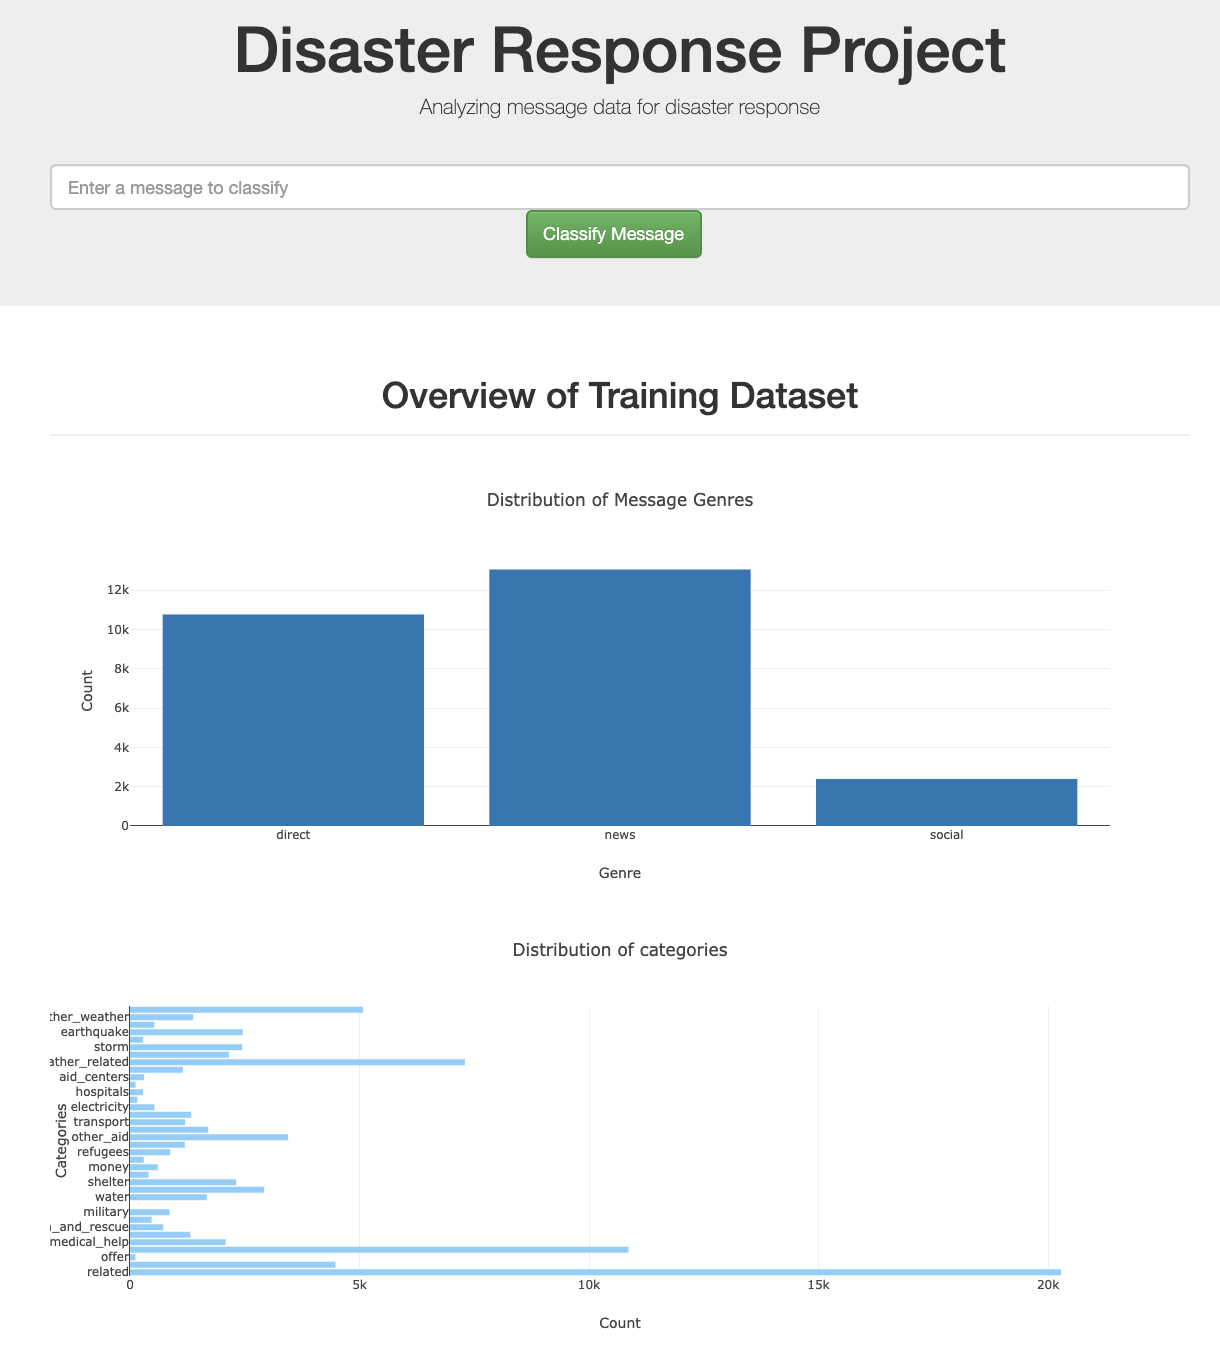 Disaster Response Project
Analyzing message data for disaster response
Enter a message to classify
Classify Message
Overview of Training Dataset
Distribution of Message Genres
12k
10k
8k
6k
4k
2k
0
Count
direct
news
social
Genre
Distribution of categories
ther_weather
earthquake
storm
ather_related
aid_centers
hospitals
electricity
transport
other_aid
refugees
money
shelter
water
military
_and_rescue
medical_help
offer
related
Categories
0
5k
10k
15k
20k
Count